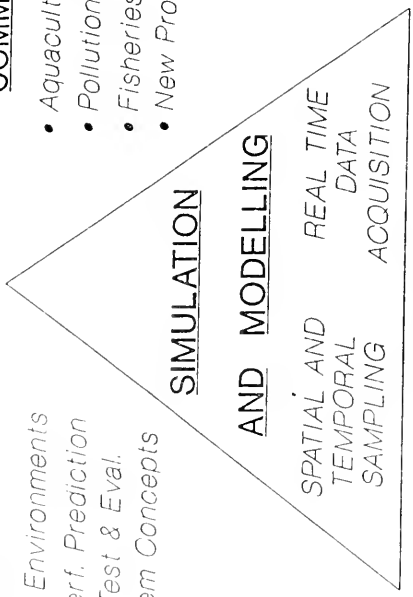 Environments
erf. Prediction
Test & Eval.
em Concepts
COMM
• Aquacult
• Pollution
• Fisheries
• New Pro
SIMULATION
AND MODELLING
SPATIAL AND
TEMPORAL
SAMPLING
REAL TIME
DATA
ACQUISITION